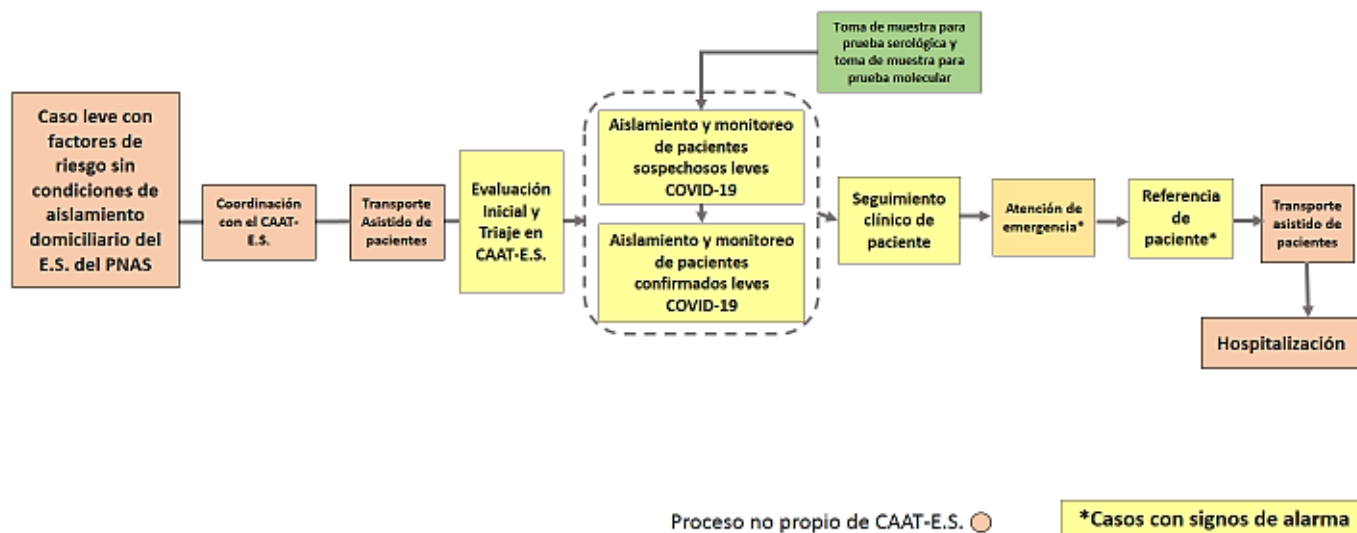 Toma de muestra para
prueba serológica y
toma de muestra para
prueba molecular
Caso leve con
factores de
riesgo sin
condiciones de
aislamiento
domiciliario del
E.S. del PNAS
Coordinación
con el CAAT-
E.S.
Transporte
Asistido de
pacientes
Evaluación
Inicial y
Triaje en
CAAT-E.S.
Aislamiento y monitoreo
de pacientes
sospechosos leves
COVID-19
Aislamiento y monitoreo
de pacientes
confirmados leves
COVID-19
Seguimiento
clínico de
paciente
Atención de
emergencia*
Referencia
de
paciente*
Transporte
asistido de
pacientes
Hospitalización
Proceso no propio de CAAT-E.S.
*Casos con signos de alarma